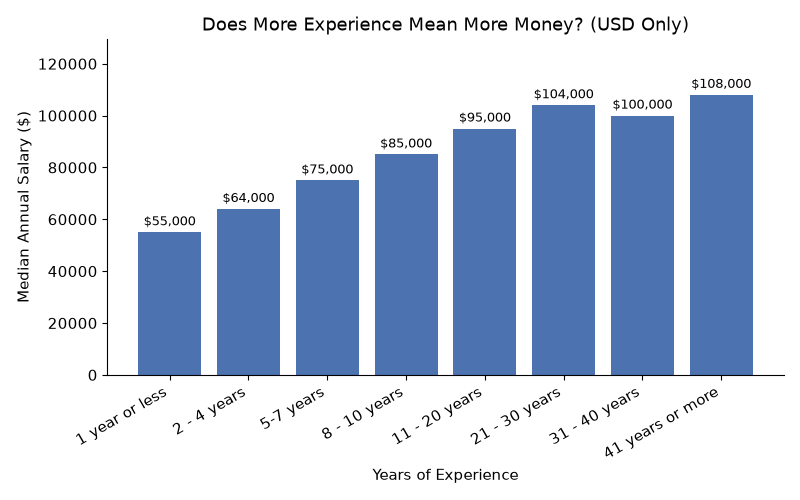 Does More Experience Mean More Money? (USD Only)
Median Annual Salary ($)
120000
100000
80000
60000
40000
20000
0
$55,000
$64,000
$75,000
$85,000
$95,000
$104,000
$100,000
$108,000
1 year or less
2 - 4 years
5-7 years
8 - 10 years
11 - 20 years
21 - 30 years
31 - 40 years
41 years or more
Years of Experience